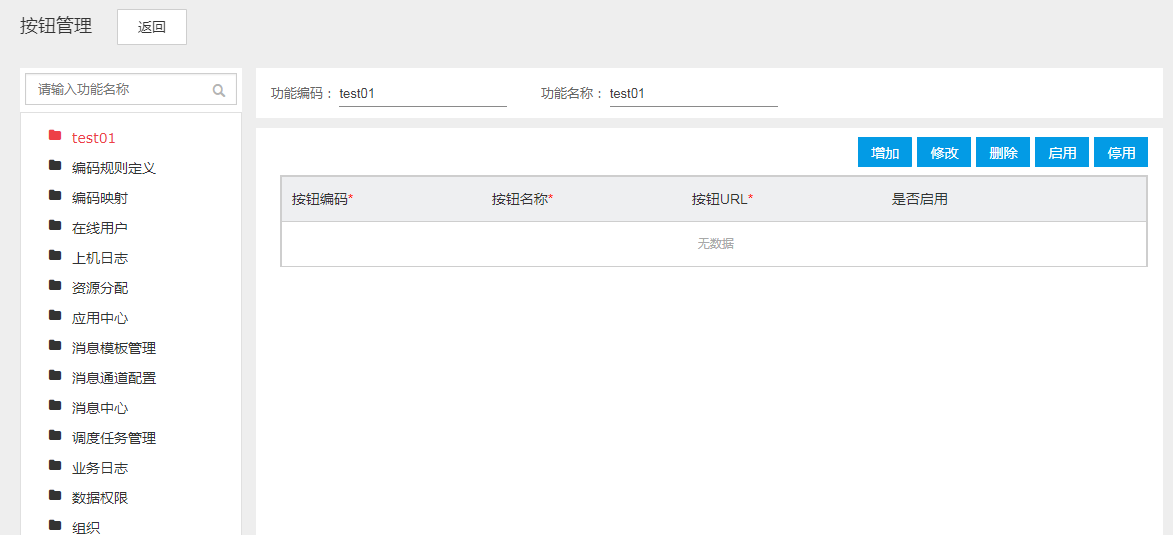 按钮管理 返回
请输入功能名称
功能编码： test01 功能名称： test01
增加 修改 删除 启用 停用
按钮编码* 按钮名称* 按钮URL* 是否启用
无数据
test01
编码规则定义
编码映射
在线用户
上机日志
资源分配
应用中心
消息模板管理
消息通道配置
消息中心
调度任务管理
业务日志
数据权限
组织